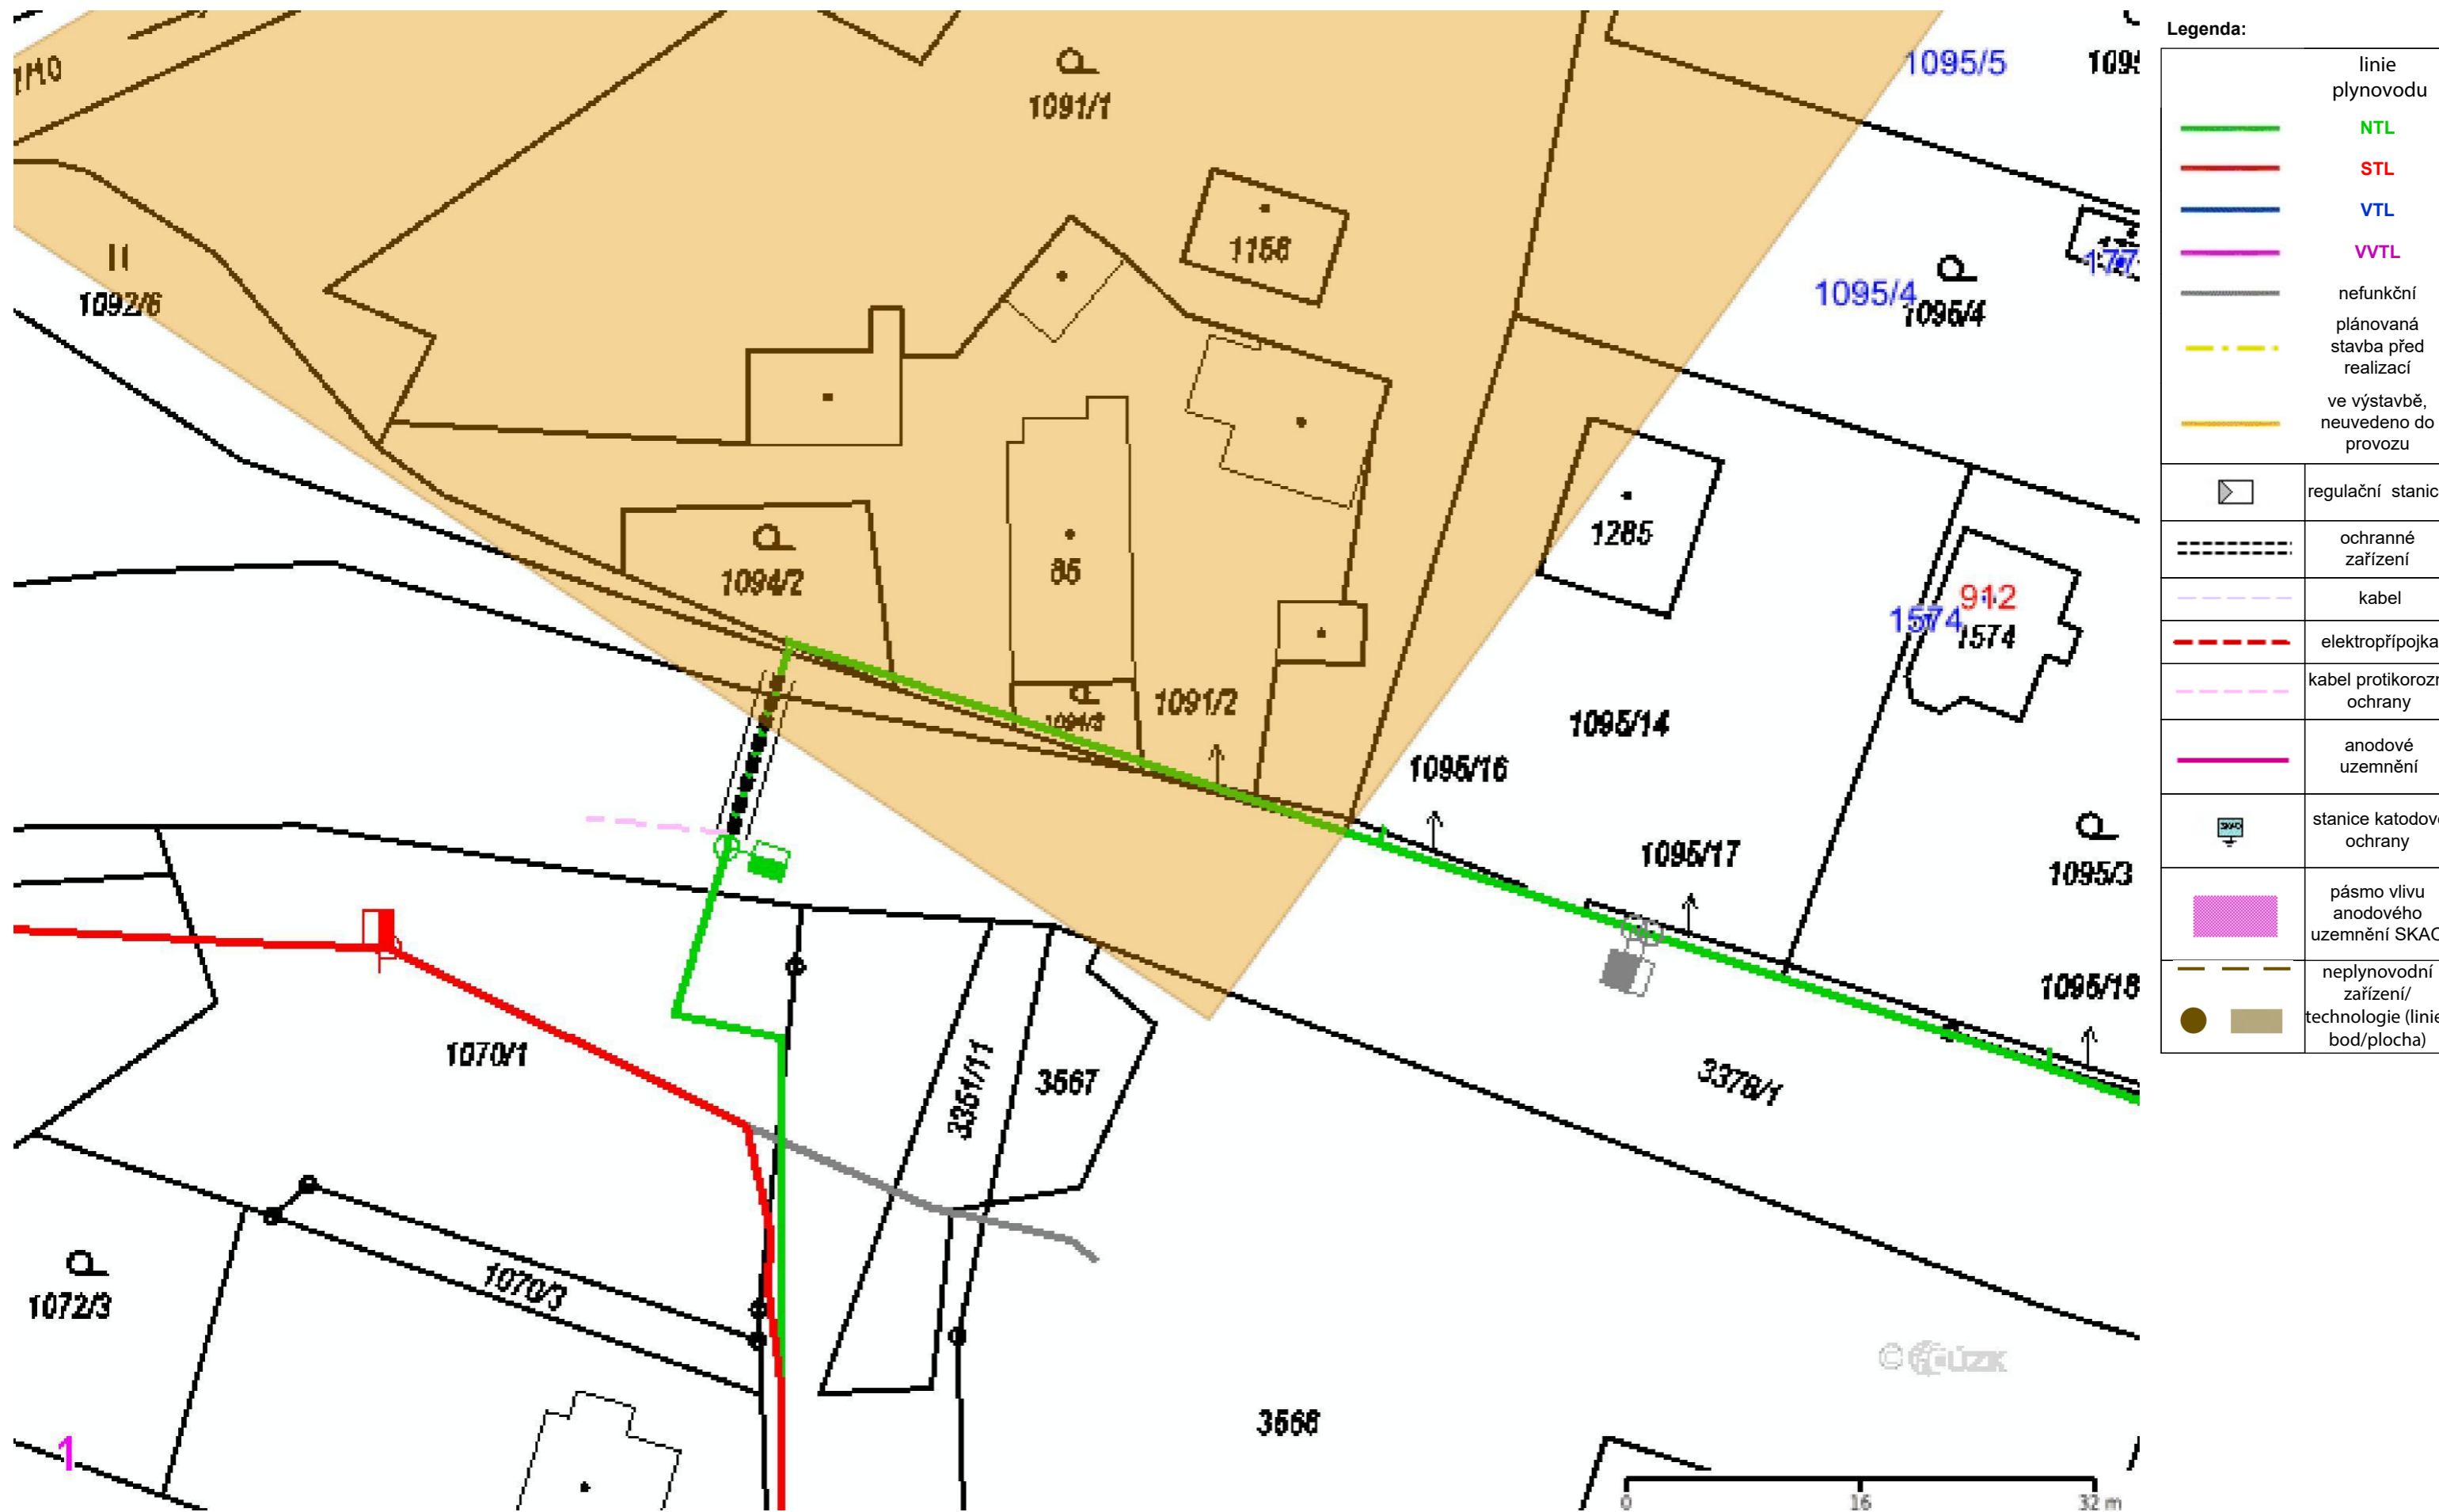 1091/1
1095/5
1092/6
1156
1095/4
1095/4
1285
1094/2
85
912
1574
1574
1091/2
1095/14
1095/16
1095/17
1095/3
1095/18
1070/1
3351/11
3567
3378/1
1070/3
1072/3
1
3566
© ČÚZK
0
16
32 m
Legenda:
linie
plynovodu
NTL
STL
VTL
VVTL
nefunkční
plánovaná
stavba před
realizací
ve výstavbě,
neuvedeno do
provozu
regulační stanic
ochranné
zařízení
kabel
elektropřípojka
kabel protikorozn
ochrany
anodové
uzemnění
SKAO
stanice katodov
ochrany
pásmo vlivu
anodového
uzemnění SKAO
neplynovodní
zařízení/
technologie (linie
bod/plocha)